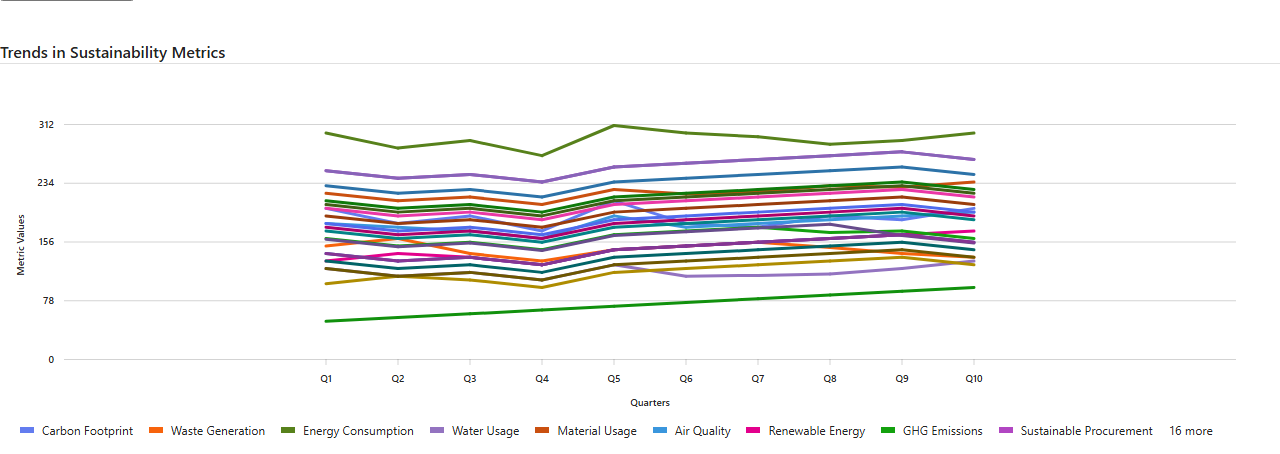 Trends in Sustainability Metrics
312
234
156
78
0
Metric Values
Q1 Q2 Q3 Q4 Q5 Q6 Q7 Q8 Q9 Q10
Quarters
Carbon Footprint Waste Generation Energy Consumption Water Usage Material Usage Air Quality Renewable Energy GHG Emissions Sustainable Procurement 16 more